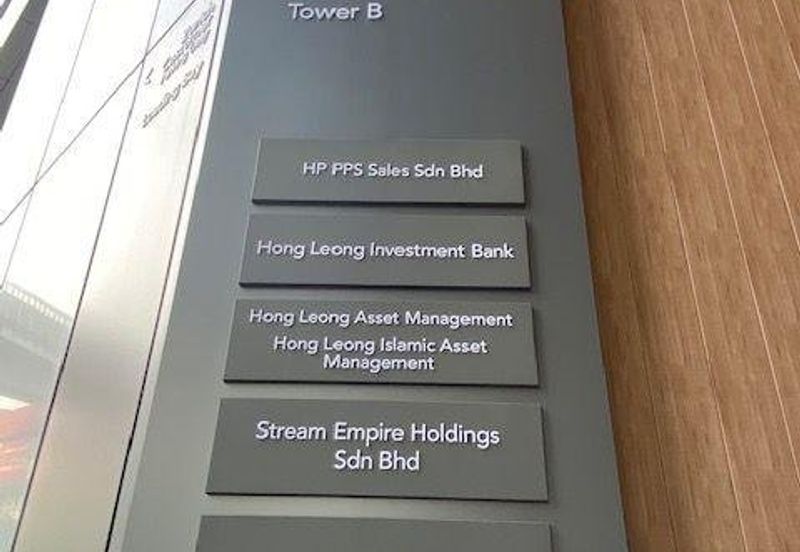 Tower B
HP PPS Sales Sdn Bhd
Hong Leong Investment Bank
Hong Leong Asset Management
Hong Leong Islamic Asset
Management
Stream Empire Holdings
Sdn Bhd